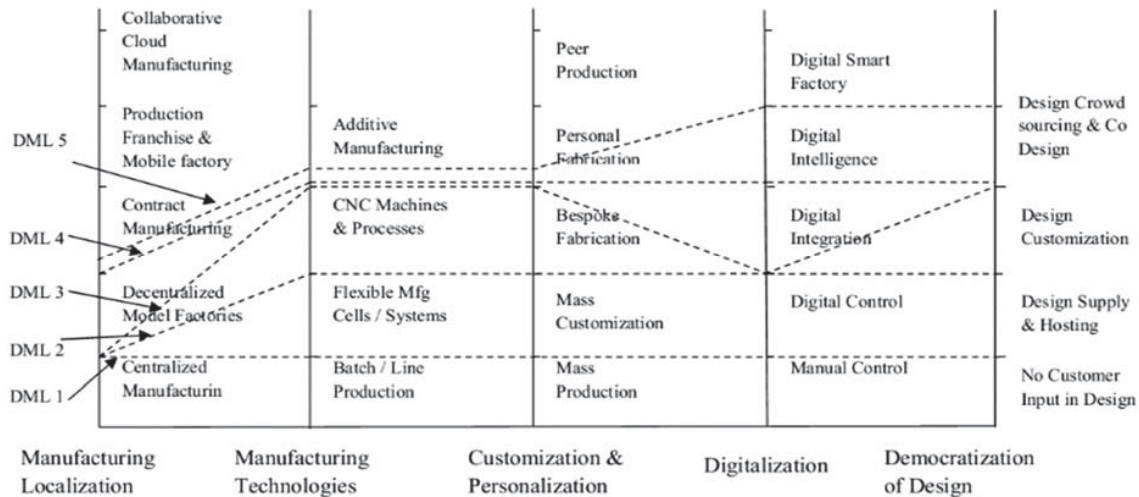 Collaborative
Cloud
Manufacturing
Production
Franchise &
Mobile factory
Contract
Manufacturing
Decentralized
Model Factories
Centralized
Manufacturin
Additive
Manufacturing
CNC Machines
& Processes
Flexible Mfg
Cells / Systems
Batch / Line
Production
Peer
Production
Personal
Fabrication
Bespoke
Fabrication
Mass
Customization
Mass
Production
Digital Smart
Factory
Digital
Intelligence
Digital
Integration
Digital Control
Manual Control
Design Crowd
sourcing & Co
Design
Design
Customization
Design Supply
& Hosting
No Customer
Input in Design
DML 5
DML 4
DML 3
DML 2
DML 1
Manufacturing
Localization
Manufacturing
Technologies
Customization &
Personalization
Digitalization
Democratization
of Design